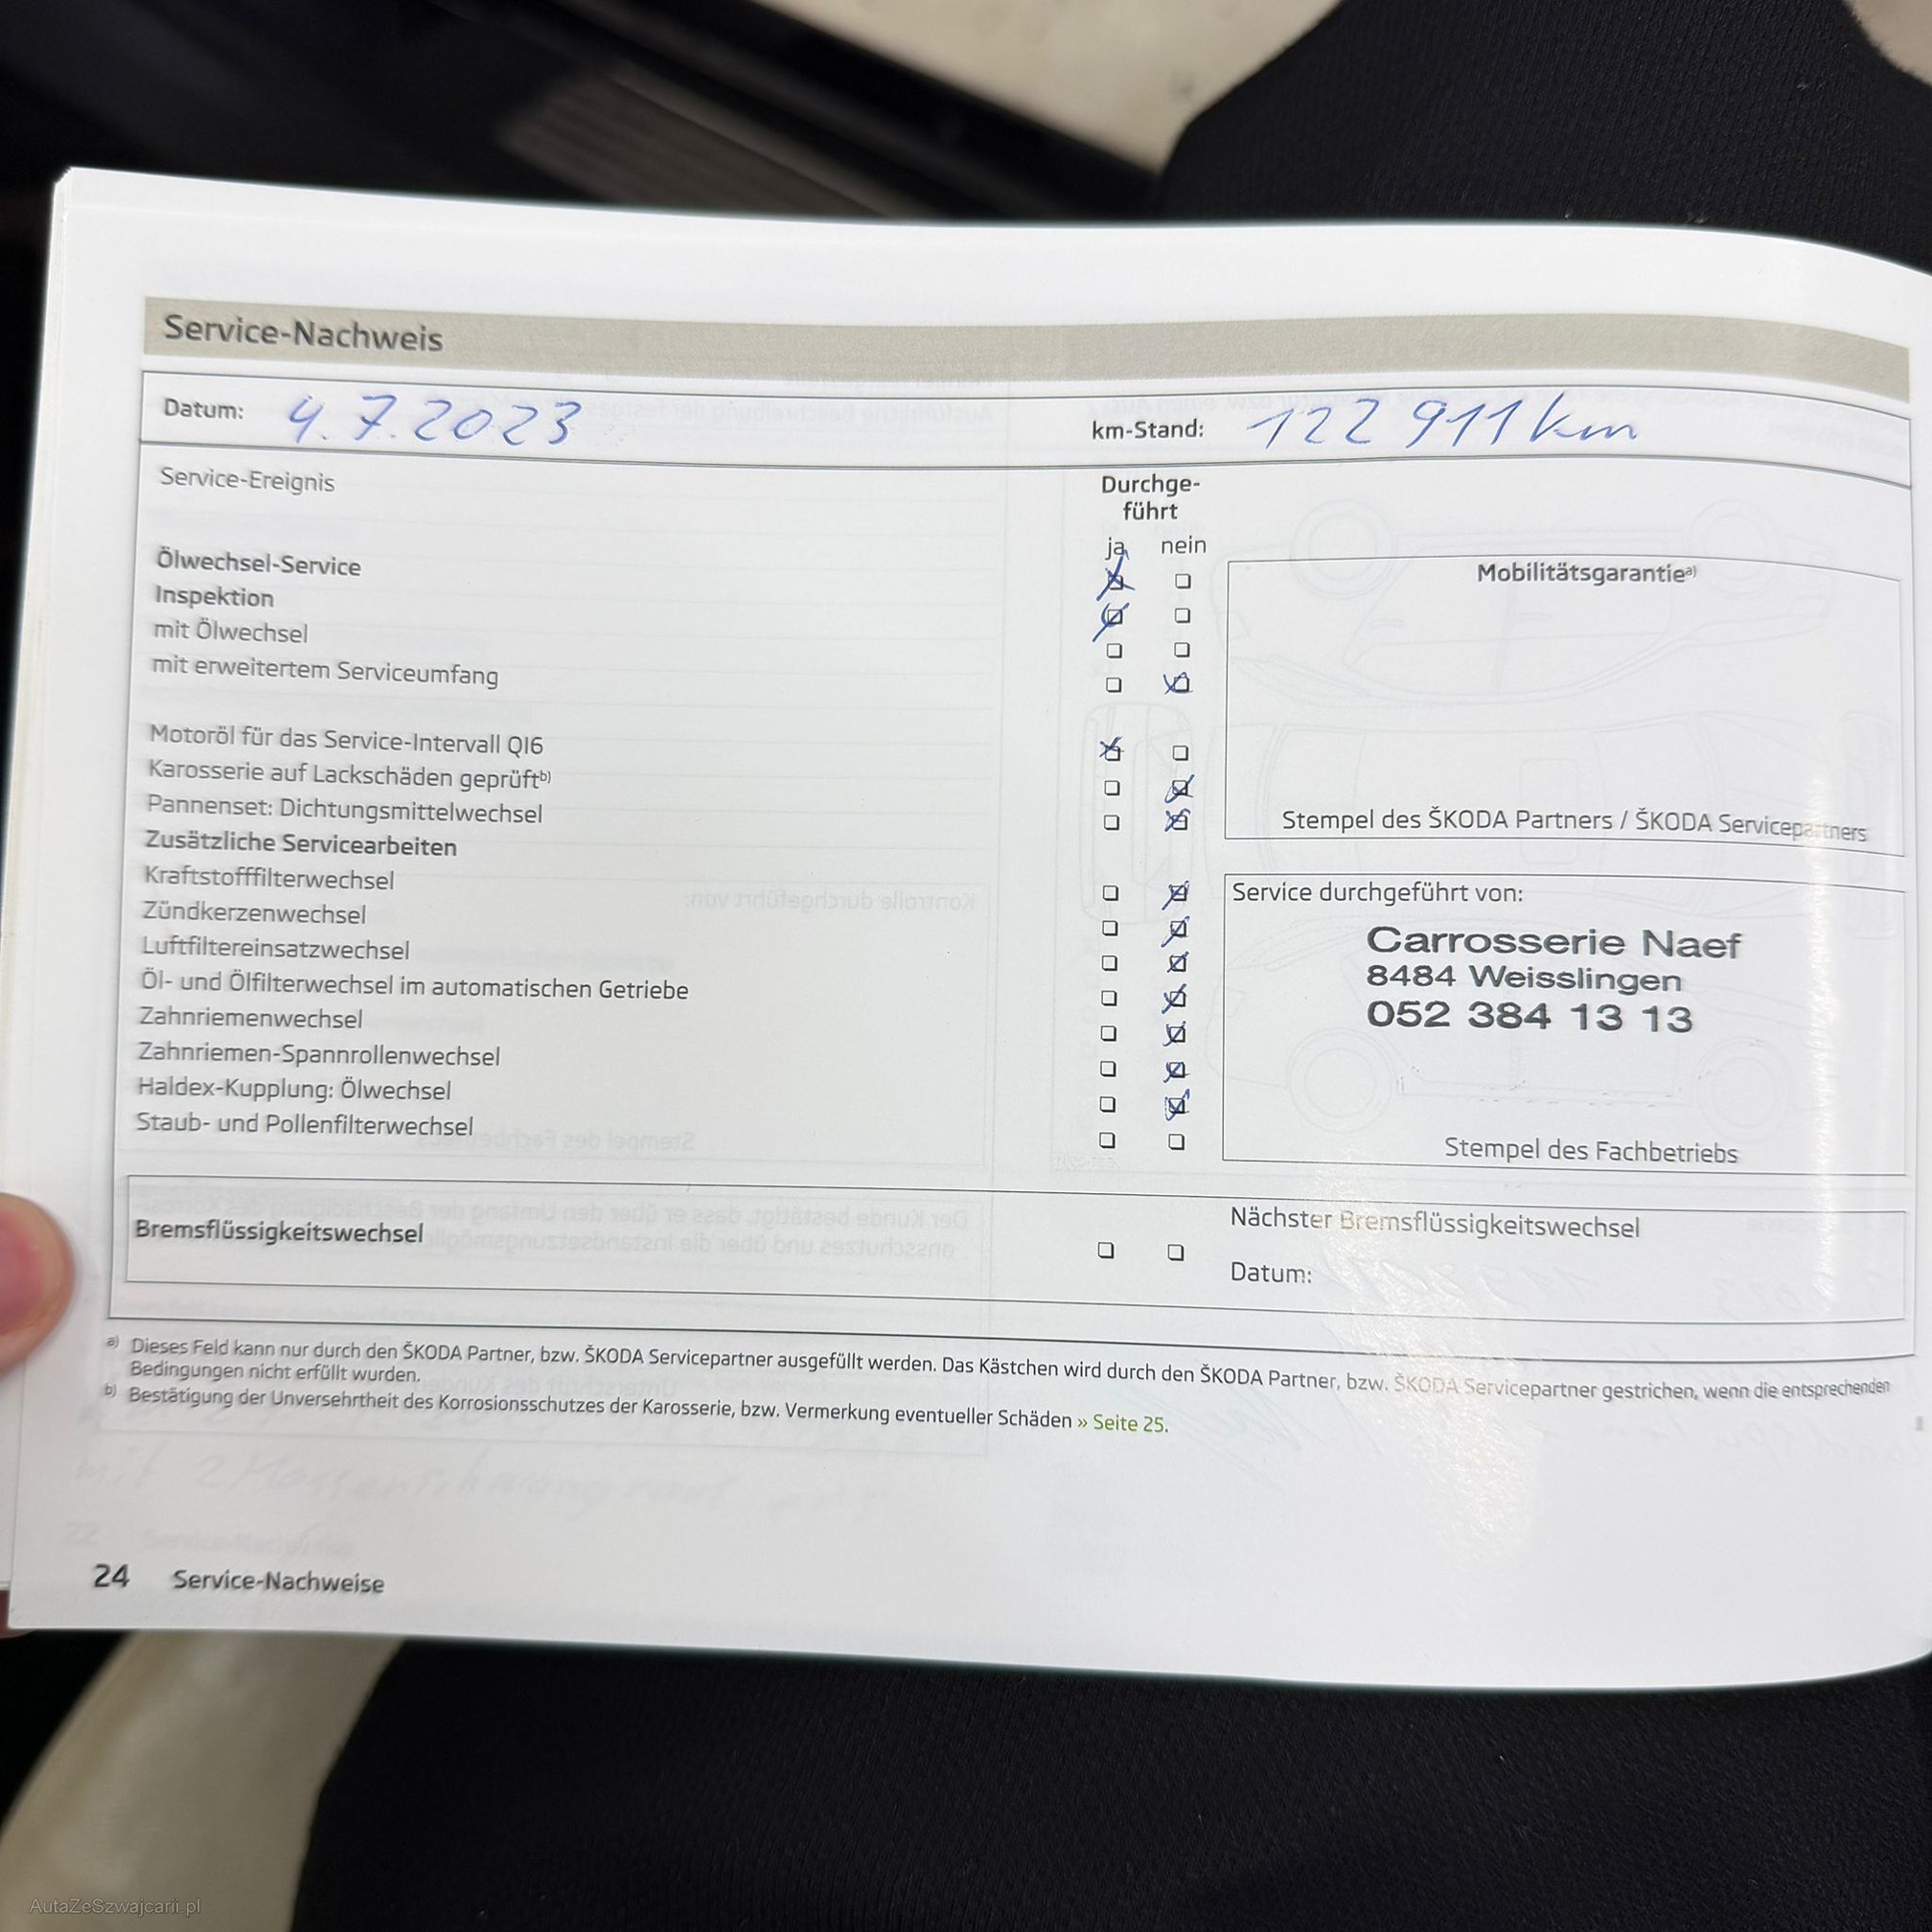 Service-Nachweis
Datum: 4.7.2023
km-Stand: 122 911 km
Service-Ereignis
Durchge-
führt
ja nein
Ölwechsel-Service
Inspektion
mit Ölwechsel
mit erweitertem Serviceumfang
Motoröl für das Service-Intervall QI6
Karosserie auf Lackschäden geprüftb)
Pannenset: Dichtungsmittelwechsel
Zusätzliche Servicearbeiten
Kraftstofffilterwechsel
Zündkerzenwechsel
Luftfiltereinsatzwechsel
Öl- und Ölfilterwechsel im automatischen Getriebe
Zahnriemenwechsel
Zahnriemen-Spannrollenwechsel
Haldex-Kupplung: Ölwechsel
Staub- und Pollenfilterwechsel
Mobilitätsgarantiea)
Stempel des ŠKODA Partners / ŠKODA Servicepartners
Service durchgeführt von:
Carrosserie Naef
8484 Weisslingen
052 384 13 13
Stempel des Fachbetriebs
Bremsflüssigkeitswechsel
Nächster Bremsflüssigkeitswechsel
Datum:
a) Dieses Feld kann nur durch den ŠKODA Partner, bzw. ŠKODA Servicepartner ausgefüllt werden. Das Kästchen wird durch den ŠKODA Partner, bzw. ŠKODA Servicepartner gestrichen, wenn die entsprechenden
Bedingungen nicht erfüllt wurden.
b) Bestätigung der Unversehrtheit des Korrosionsschutzes der Karosserie, bzw. Vermerkung eventueller Schäden » Seite 25.
24 Service-Nachweise
AutaZeSzwajcarii.pl